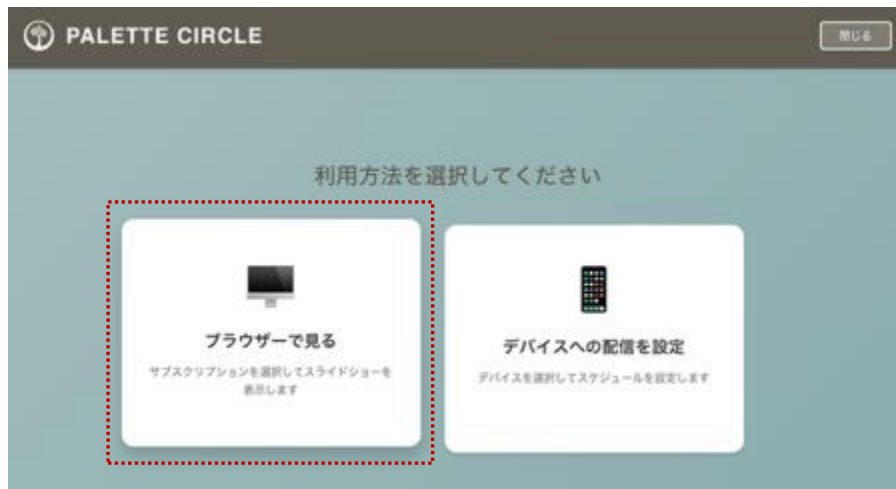 PALETTE CIRCLE
閉じる
利用方法を選択してください
ブラウザーで見る
サブスクリプションを選択してスライドショーを
表示します
デバイスへの配信を設定
デバイスを選択してスケジュールを設定します